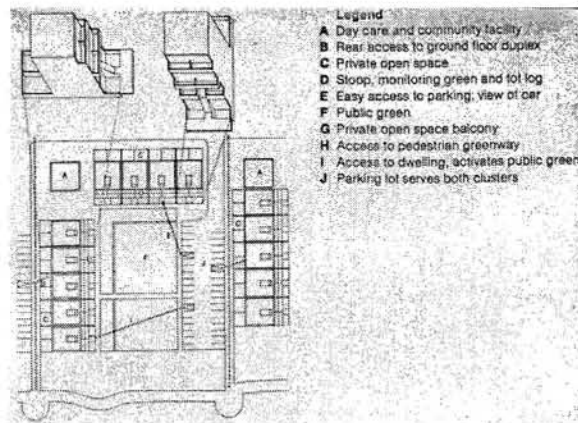 Legend
A Day care and community facility
B Rear access to ground floor duplex
C Private open space
D Stoop, monitoring green and tot log
E Easy access to parking; view of car
F Public green
G Private open space balcony
H Access to pedestrian greenway
I Access to dwelling, activates public green
J Parking lot serves both clusters
A
A